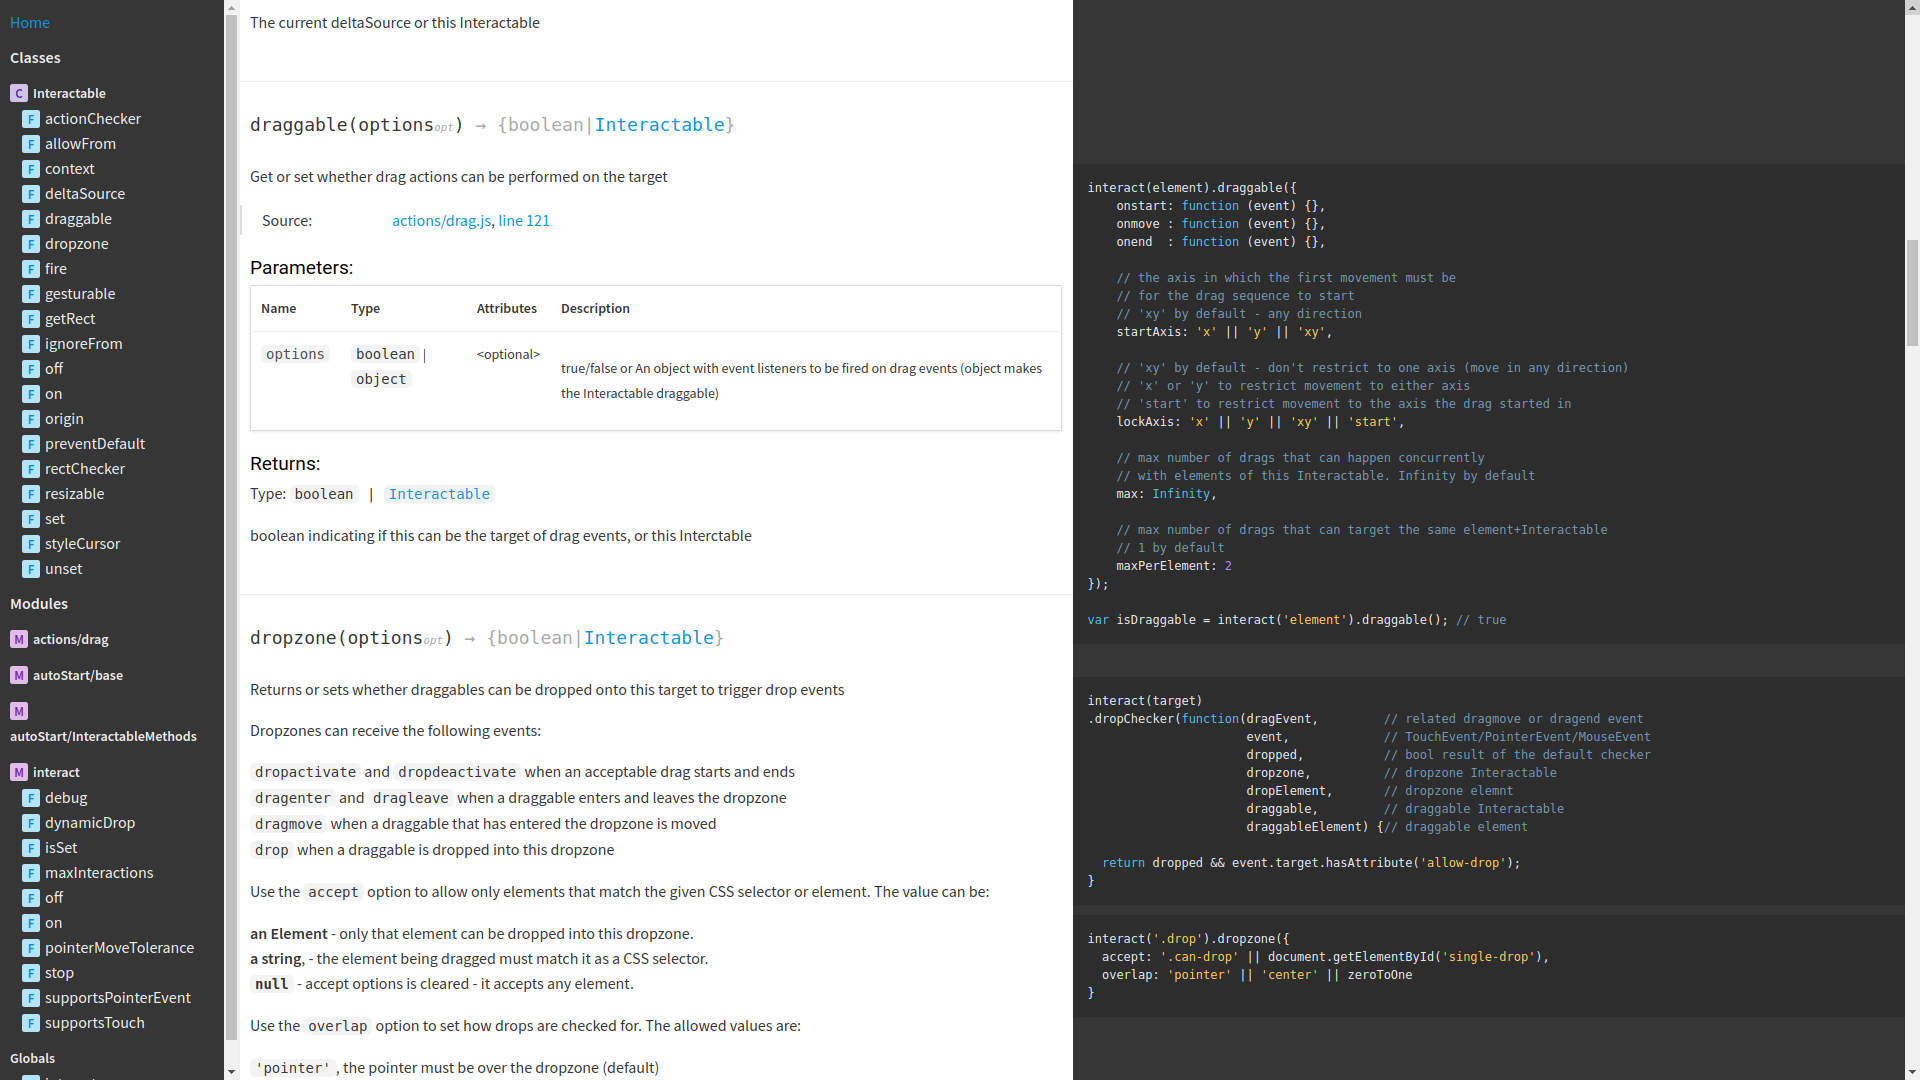 Home
Classes
C Interactable
F actionChecker
F allowFrom
F context
F deltaSource
F draggable
F dropzone
F fire
F gesturable
F getRect
F ignoreFrom
F off
F on
F origin
F preventDefault
F rectChecker
F resizable
F set
F styleCursor
F unset
Modules
M actions/drag
M autoStart/base
M
autoStart/InteractableMethods
M interact
F debug
F dynamicDrop
F isSet
F maxInteractions
F off
F on
F pointerMoveTolerance
F stop
F supportsPointerEvent
F supportsTouch
Globals
The current deltaSource or this Interactable
draggable(optionsopt) → {boolean|Interactable}
Get or set whether drag actions can be performed on the target
Source: actions/drag.js, line 121
Parameters:
Name Type Attributes Description
options boolean | <optional>
object
true/false or An object with event listeners to be fired on drag events (object makes
the Interactable draggable)
Returns:
Type: boolean | Interactable
boolean indicating if this can be the target of drag events, or this Interctable
dropzone(optionsopt) → {boolean|Interactable}
Returns or sets whether draggables can be dropped onto this target to trigger drop events
Dropzones can receive the following events:
dropactivate and dropdeactivate when an acceptable drag starts and ends
dragenter and dragleave when a draggable enters and leaves the dropzone
dragmove when a draggable that has entered the dropzone is moved
drop when a draggable is dropped into this dropzone
Use the accept option to allow only elements that match the given CSS selector or element. The value can be:
an Element - only that element can be dropped into this dropzone.
a string, - the element being dragged must match it as a CSS selector.
null - accept options is cleared - it accepts any element.
Use the overlap option to set how drops are checked for. The allowed values are:
'pointer', the pointer must be over the dropzone (default)
interact(element).draggable({
onstart: function (event) {},
onmove : function (event) {},
onend  : function (event) {},
// the axis in which the first movement must be
// for the drag sequence to start
// 'xy' by default - any direction
startAxis: 'x' || 'y' || 'xy',
// 'xy' by default - don't restrict to one axis (move in any direction)
// 'x' or 'y' to restrict movement to either axis
// 'start' to restrict movement to the axis the drag started in
lockAxis: 'x' || 'y' || 'xy' || 'start',
// max number of drags that can happen concurrently
// with elements of this Interactable. Infinity by default
max: Infinity,
// max number of drags that can target the same element+Interactable
// 1 by default
maxPerElement: 2
});
var isDraggable = interact('element').draggable(); // true
interact(target)
.dropChecker(function(dragEvent, // related dragmove or dragend event
event, // TouchEvent/PointerEvent/MouseEvent
dropped, // bool result of the default checker
dropzone, // dropzone Interactable
dropElement, // dropzone elemnt
draggable, // draggable Interactable
draggableElement) {// draggable element
return dropped && event.target.hasAttribute('allow-drop');
}
interact('.drop').dropzone({
accept: '.can-drop' || document.getElementById('single-drop'),
overlap: 'pointer' || 'center' || zeroToOne
}